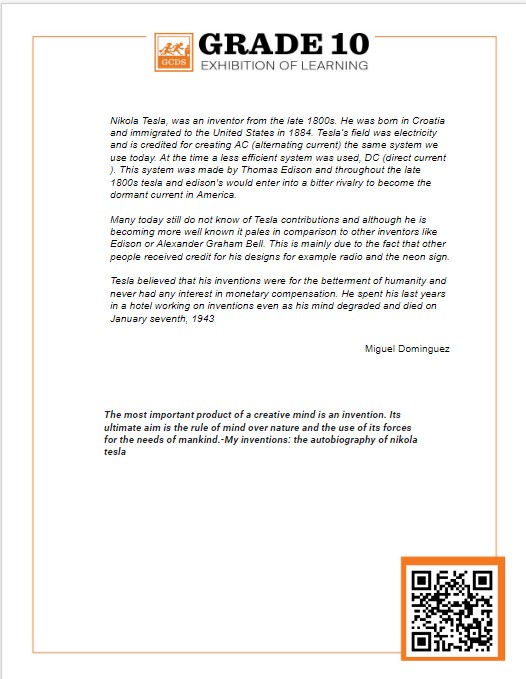 GCDS
GRADE 10
EXHIBITION OF LEARNING
Nikola Tesla, was an inventor from the late 1800s. He was born in Croatia
and immigrated to the United States in 1884. Tesla's field was electricity
and is credited for creating AC (alternating current) the same system we
use today. At the time a less efficient system was used, DC (direct current
). This system was made by Thomas Edison and throughout the late
1800s tesla and edison's would enter into a bitter rivalry to become the
dormant current in America.
Many today still do not know of Tesla contributions and although he is
becoming more well known it pales in comparison to other inventors like
Edison or Alexander Graham Bell. This is mainly due to the fact that other
people received credit for his designs for example radio and the neon sign.
Tesla believed that his inventions were for the betterment of humanity and
never had any interest in monetary compensation. He spent his last years
in a hotel working on inventions even as his mind degraded and died on
January seventh, 1943
Miguel Dominguez
The most important product of a creative mind is an invention. Its
ultimate aim is the rule of mind over nature and the use of its forces
for the needs of mankind.-My inventions: the autobiography of nikola
tesla